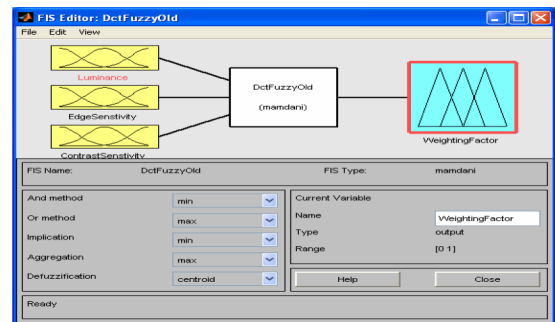 FIS Editor: DctFuzzyOld
File Edit View
Luminance
EdgeSenstivity
ContrastSenstivity
DctFuzzyOld
(mamdani)
WeightingFactor
FIS Name: DctFuzzyOld FIS Type: mamdani
And method min
Or method max
Implication min
Aggregation max
Defuzzification centroid
Current Variable
Name WeightingFactor
Type output
Range [0 1]
Help Close
Ready